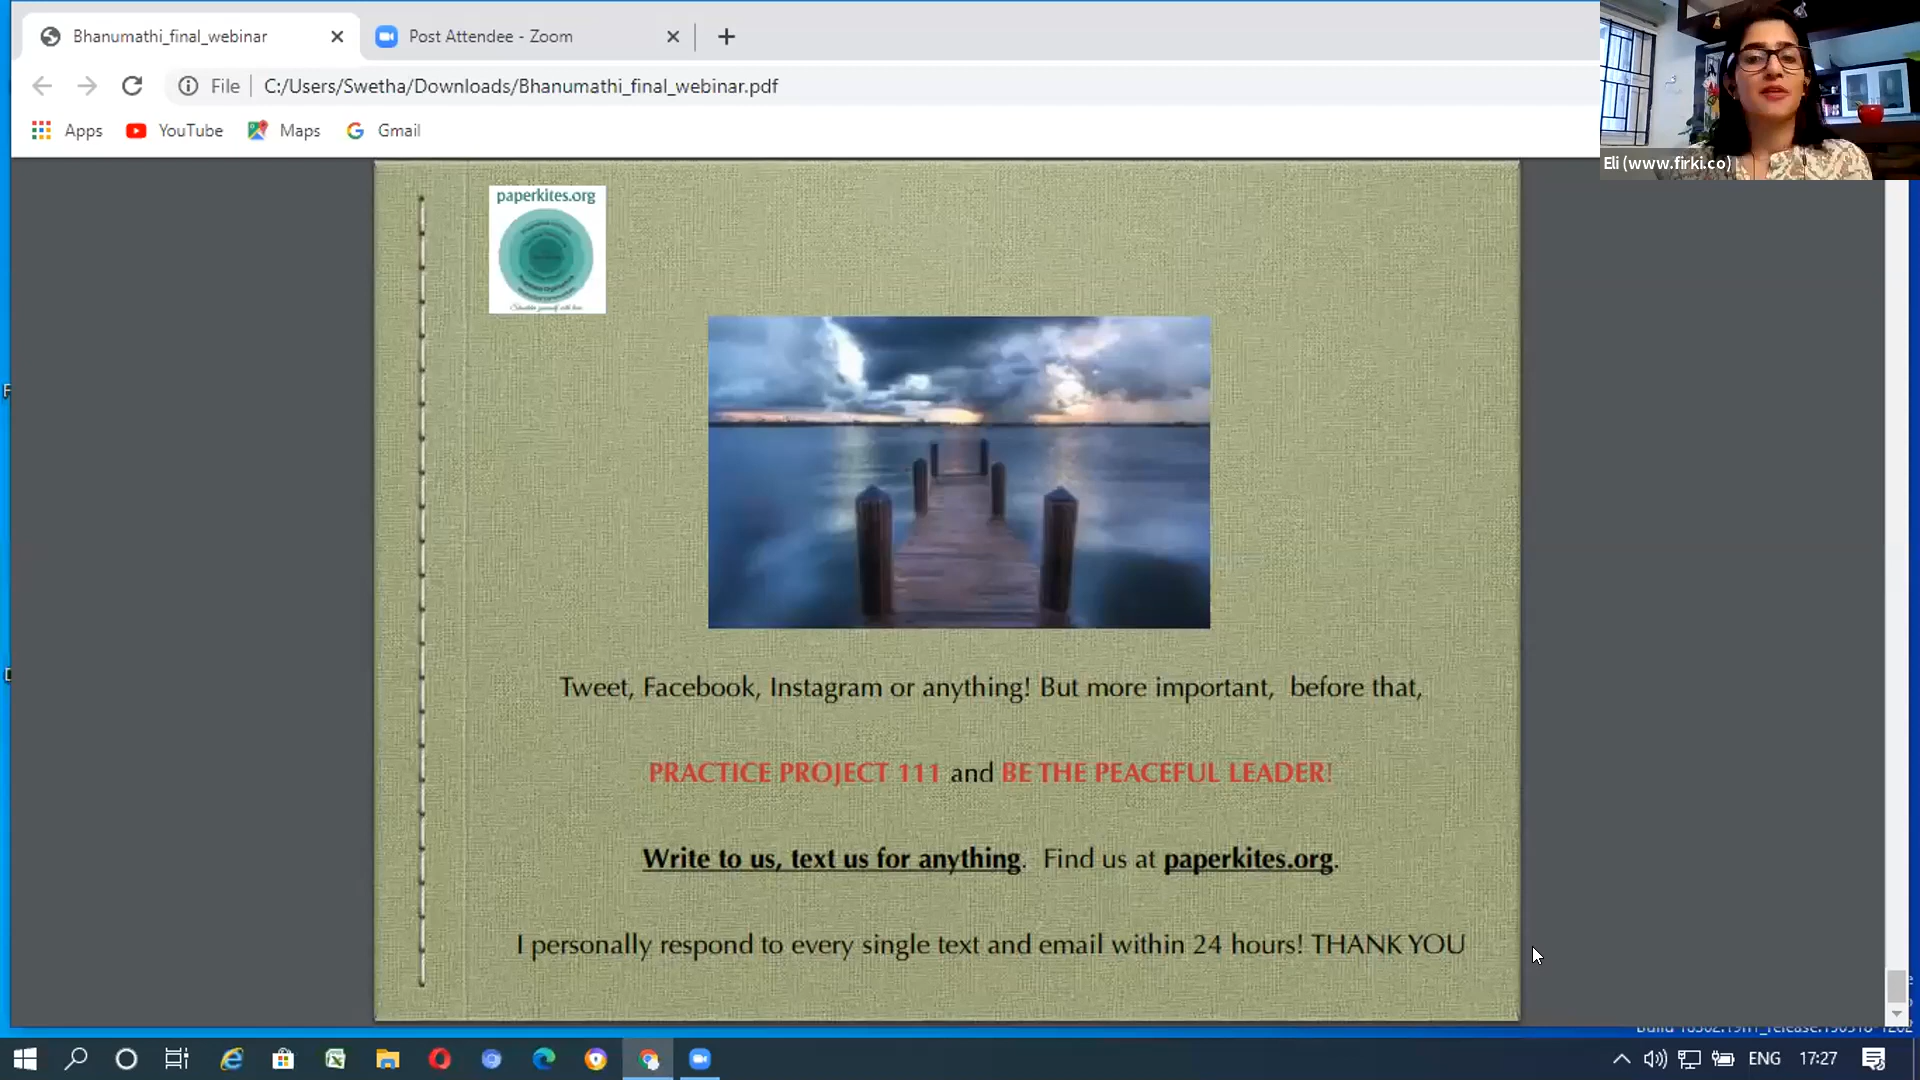 Bhanumathi_final_webinar
Post Attendee - Zoom
File
C:/Users/Swetha/Downloads/Bhanumathi_final_webinar.pdf
Apps
YouTube
Maps
Gmail
Eli (www.firki.co)
paperkites.org
Tweet, Facebook, Instagram or anything! But more important, before that,
PRACTICE PROJECT 111 and BE THE PEACEFUL LEADER!
Write to us, text us for anything. Find us at paperkites.org.
I personally respond to every single text and email within 24 hours! THANK YOU
ENG
17:27